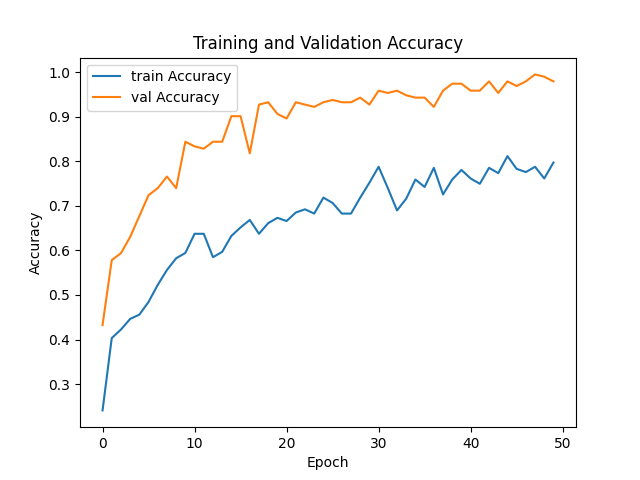 Training and Validation Accuracy
train Accuracy
val Accuracy
1.0
0.9
0.8
0.7
0.6
0.5
0.4
0.3
Accuracy
0 10 20 30 40 50
Epoch